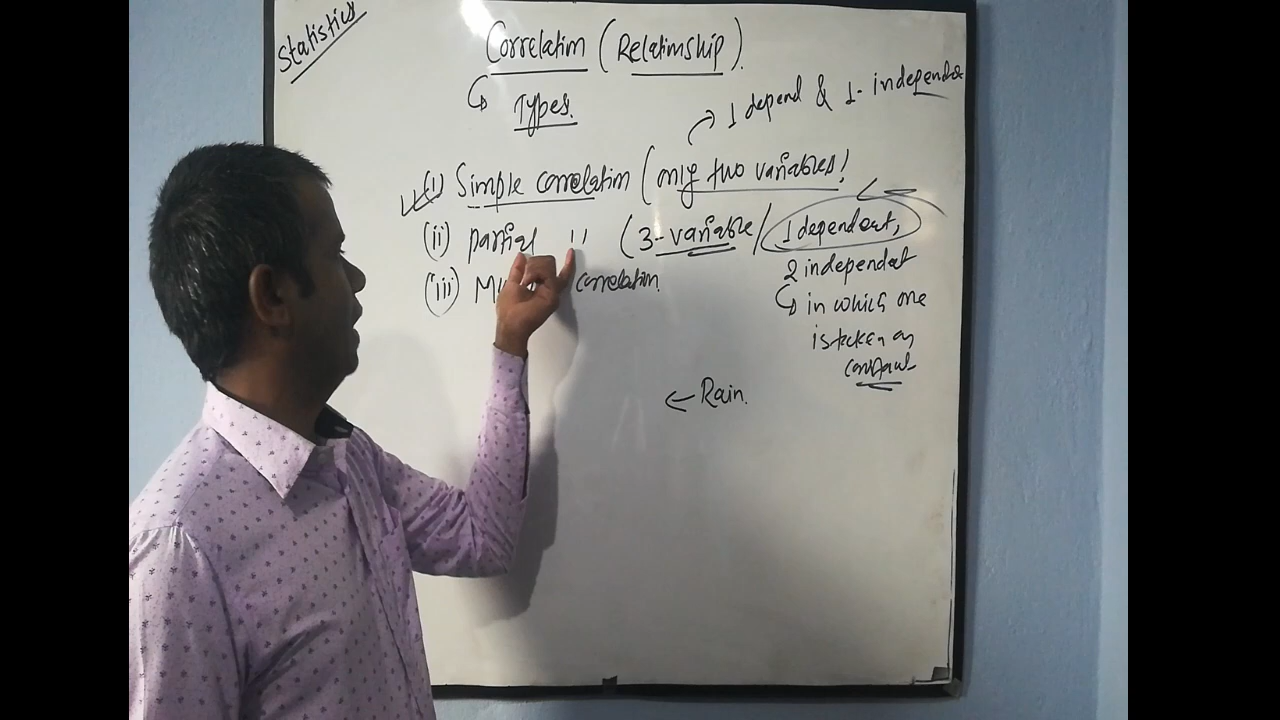 Statistics
Correlation (Relationship).
Types.
1 depend & 1- independ
(i) Simple correlation (only two variables!
(ii) partial " (3-variable / 1 dependent,
2 independent
(iii) correlation.
in which one
is taken as
constant
← Rain.